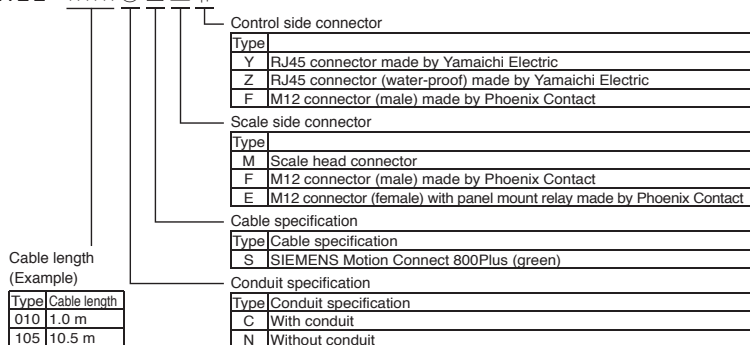 Control side connector
Type
Y RJ45 connector made by Yamaichi Electric
Z RJ45 connector (water-proof) made by Yamaichi Electric
F M12 connector (male) made by Phoenix Contact
Scale side connector
Type
M Scale head connector
F M12 connector (male) made by Phoenix Contact
E M12 connector (female) with panel mount relay made by Phoenix Contact
Cable specification
Type Cable specification
S SIEMENS Motion Connect 800Plus (green)
Conduit specification
Type Conduit specification
C With conduit
N Without conduit
Cable length
(Example)
Type Cable length
010 1.0 m
105 10.5 m